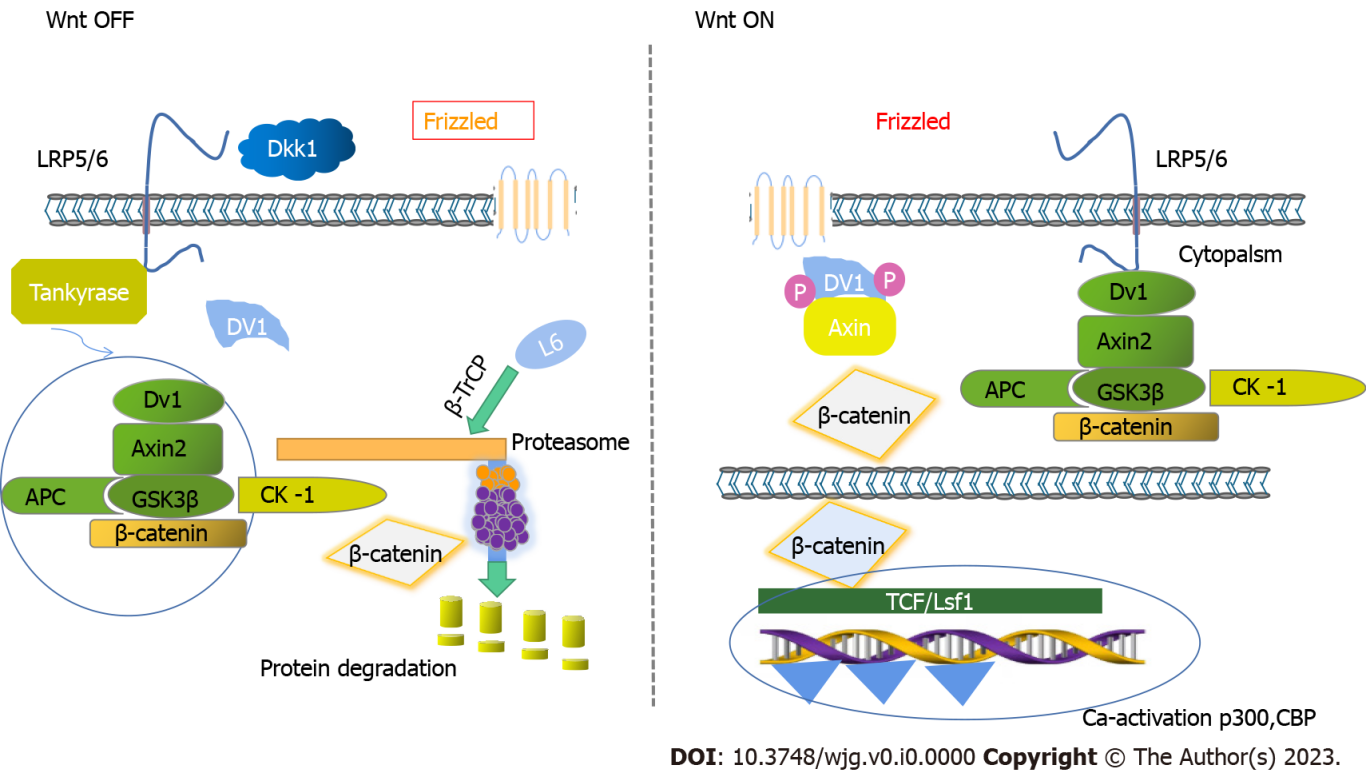 Wnt OFF
Frizzled
Dkk1
LRP5/6
Tankyrase
DV1
L6
β-TrCP
Dv1
Proteasome
Axin2
APC
GSK3β
CK -1
β-catenin
β-catenin
Protein degradation
Wnt ON
Frizzled
LRP5/6
Cytopalsm
P
DV1
P
Dv1
Axin
Axin2
APC
GSK3β
CK -1
β-catenin
β-catenin
β-catenin
TCF/Lsf1
Ca-activation p300,CBP
DOI: 10.3748/wjg.v0.i0.0000 Copyright © The Author(s) 2023.